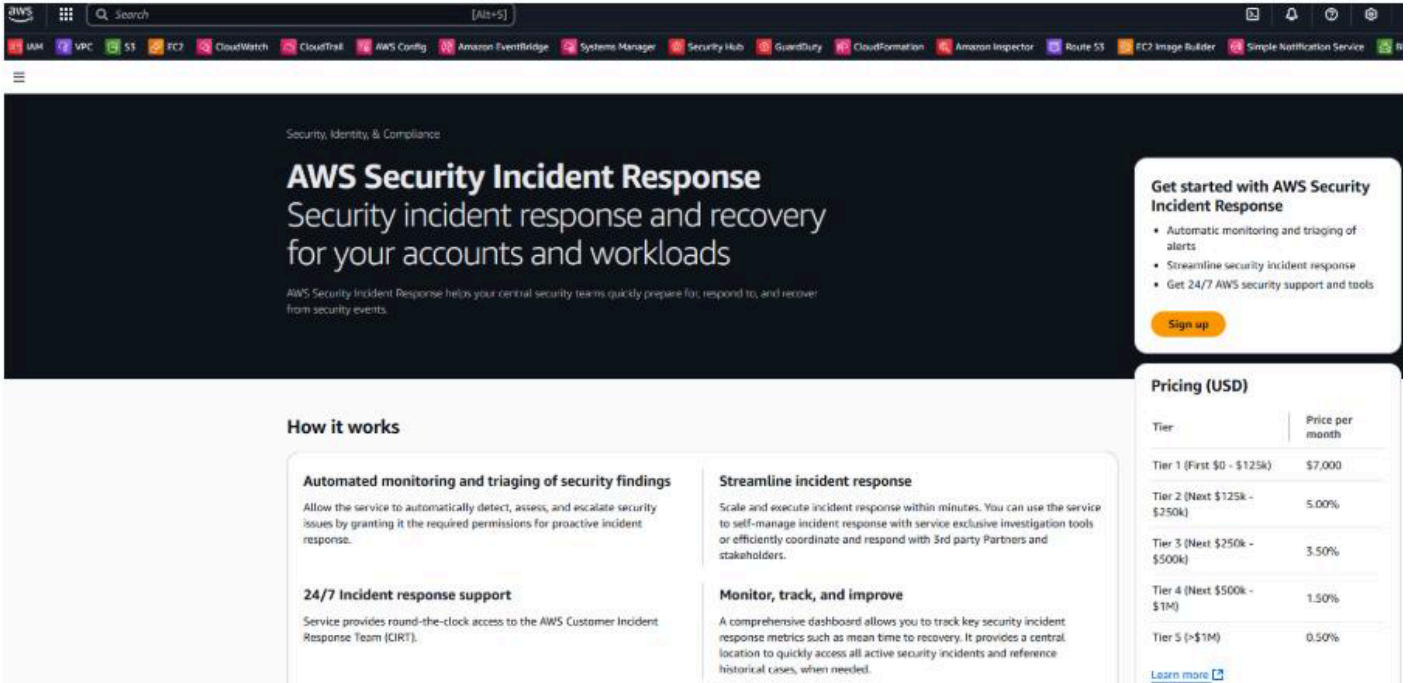 aws
Search
[Alt+S]
IAM
VPC
S3
EC2
CloudWatch
CloudTrail
AWS Config
Amazon EventBridge
Systems Manager
Security Hub
GuardDuty
CloudFormation
Amazon Inspector
Route 53
EC2 Image Builder
Simple Notification Service
Security, Identity, & Compliance
AWS Security Incident Response
Security incident response and recovery
for your accounts and workloads
AWS Security Incident Response helps your central security teams quickly prepare for, respond to, and recover
from security events.
Get started with AWS Security
Incident Response
• Automatic monitoring and triaging of
alerts
• Streamline security incident response
• Get 24/7 AWS security support and tools
Sign up
Pricing (USD)
Tier
Price per
month
Tier 1 (First $0 - $125k)
$7,000
Tier 2 (Next $125k -
$250k)
5.00%
Tier 3 (Next $250k -
$500k)
3.50%
Tier 4 (Next $500k -
$1M)
1.50%
Tier 5 (>$1M)
0.50%
Learn more
How it works
Automated monitoring and triaging of security findings
Allow the service to automatically detect, assess, and escalate security
issues by granting it the required permissions for proactive incident
response.
Streamline incident response
Scale and execute incident response within minutes. You can use the service
to self-manage incident response with service exclusive investigation tools
or efficiently coordinate and respond with 3rd party Partners and
stakeholders.
24/7 Incident response support
Service provides round-the-clock access to the AWS Customer Incident
Response Team (CIRT).
Monitor, track, and improve
A comprehensive dashboard allows you to track key security incident
response metrics such as mean time to recovery. It provides a central
location to quickly access all active security incidents and reference
historical cases, when needed.